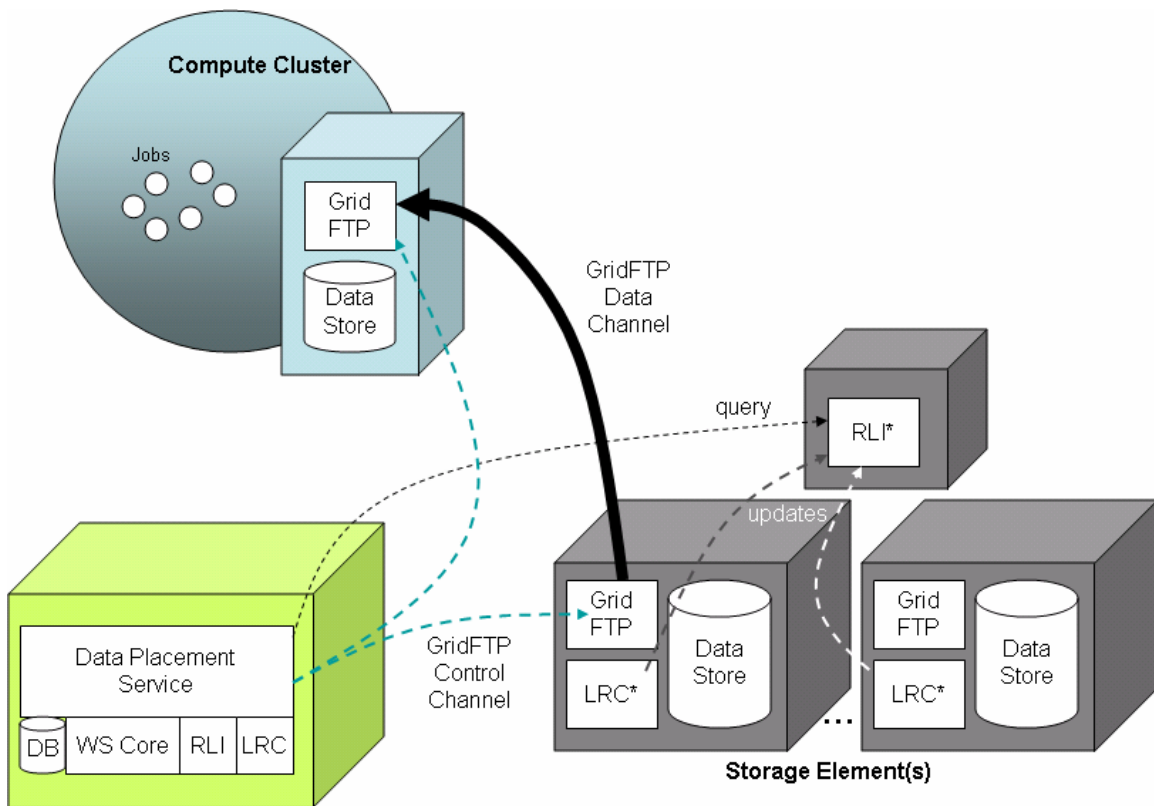 Compute Cluster
Jobs
Grid
FTP
Data
Store
GridFTP
Data
Channel
query
RLI*
updates
Grid
FTP
LRC*
Data
Store
...
Grid
FTP
LRC*
Data
Store
Storage Element(s)
GridFTP
Control
Channel
Data Placement
Service
DB
WS Core
RLI
LRC